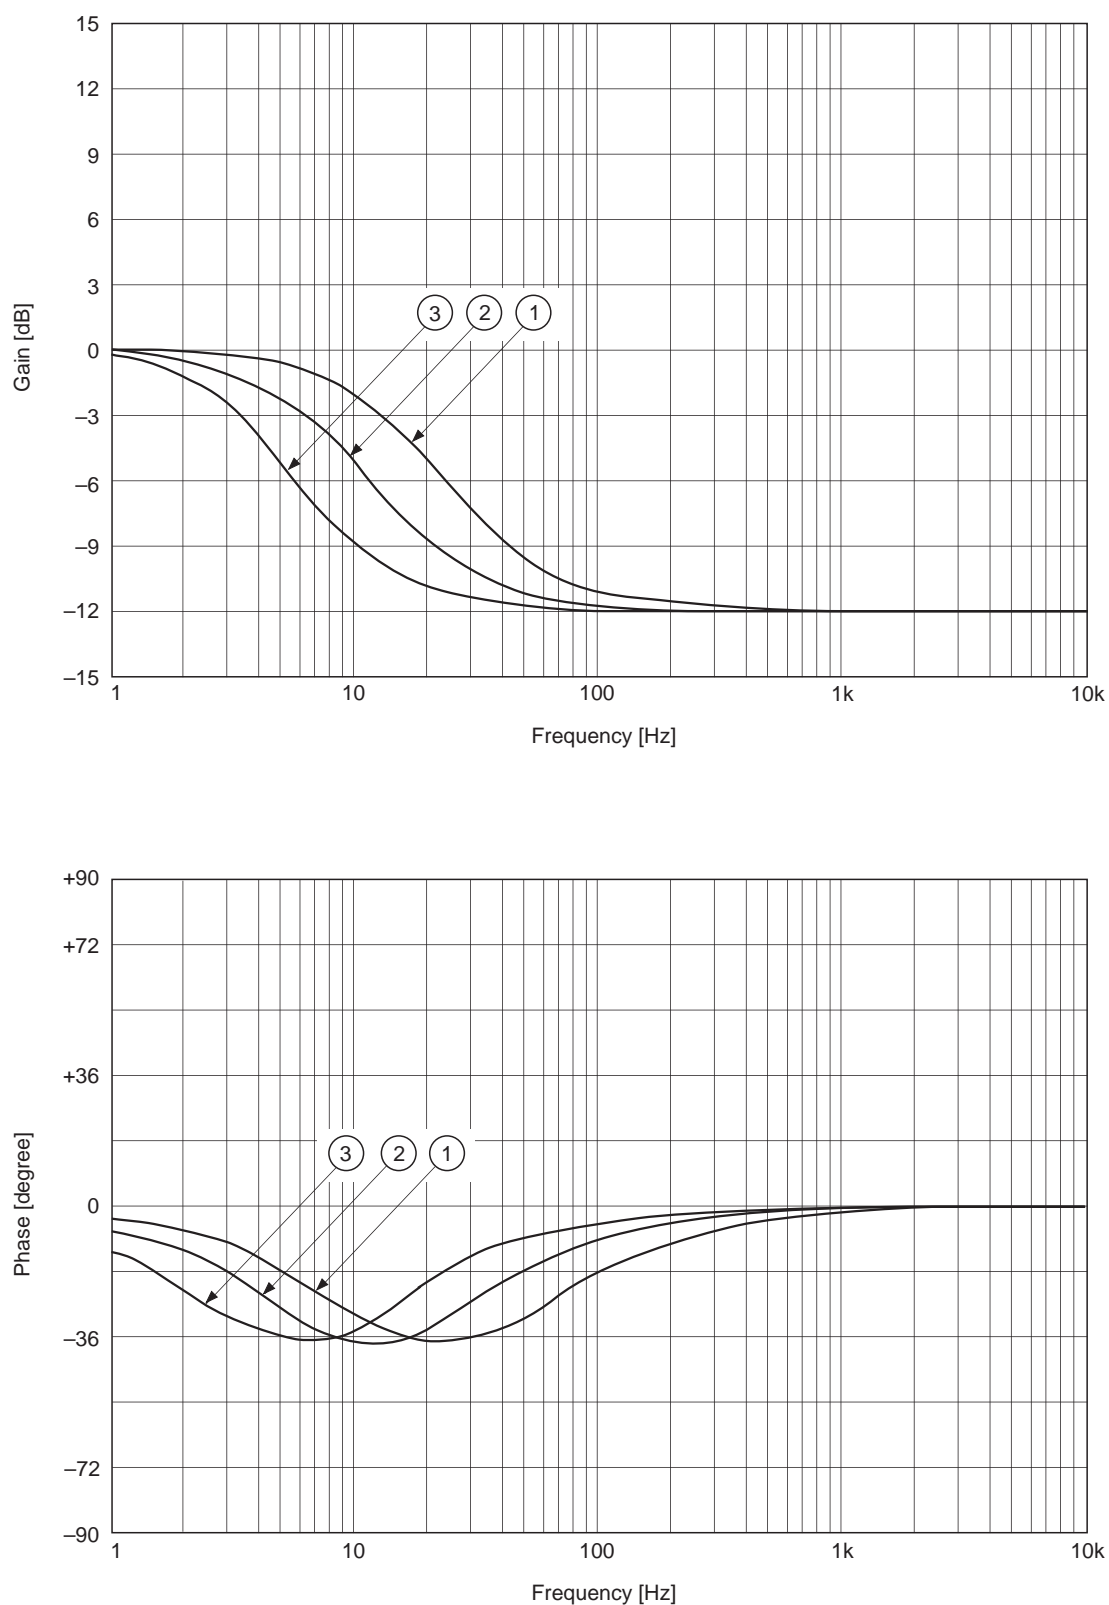 15
12
9
6
3
0
–3
–6
–9
–12
–15
Gain [dB]
3 2 1
1 10 100 1k 10k
Frequency [Hz]
+90
+72
+36
0
–36
–72
–90
Phase [degree]
3 2 1
1 10 100 1k 10k
Frequency [Hz]